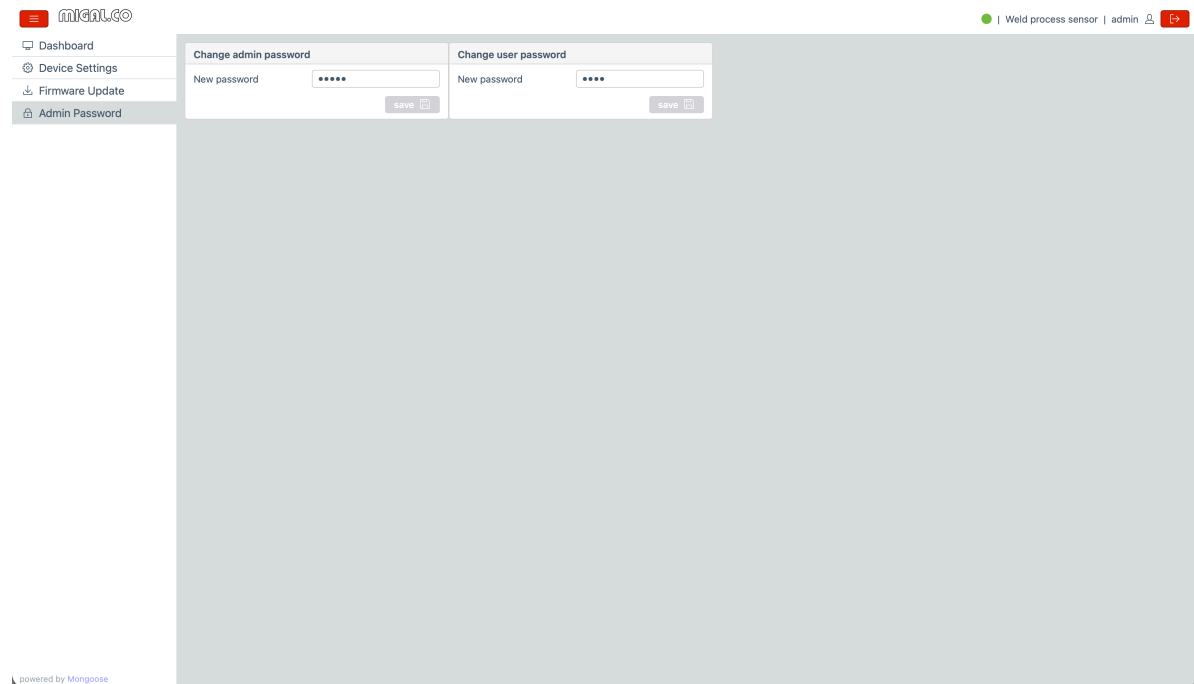 MIGAL.CO
| Weld process sensor | admin
Dashboard
Device Settings
Firmware Update
Admin Password
Change admin password
New password •••••
save
Change user password
New password ••••
save
powered by Mongoose